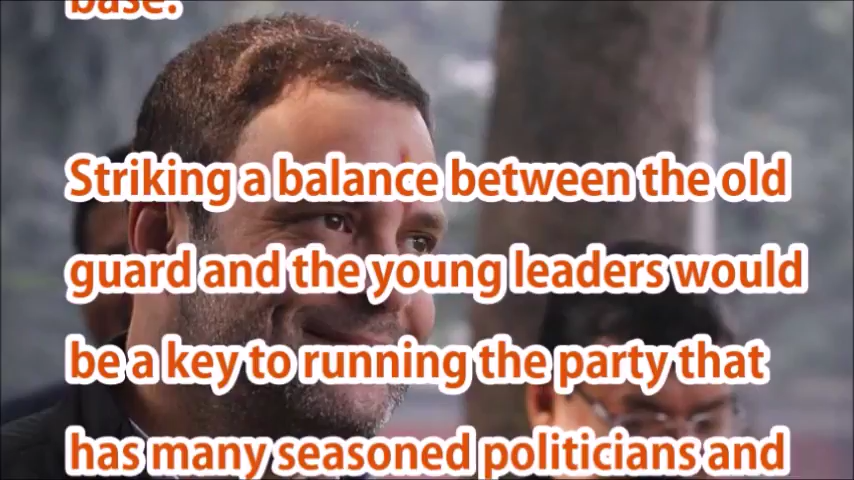 base.
Striking a balance between the old
guard and the young leaders would
be a key to running the party that
has many seasoned politicians and